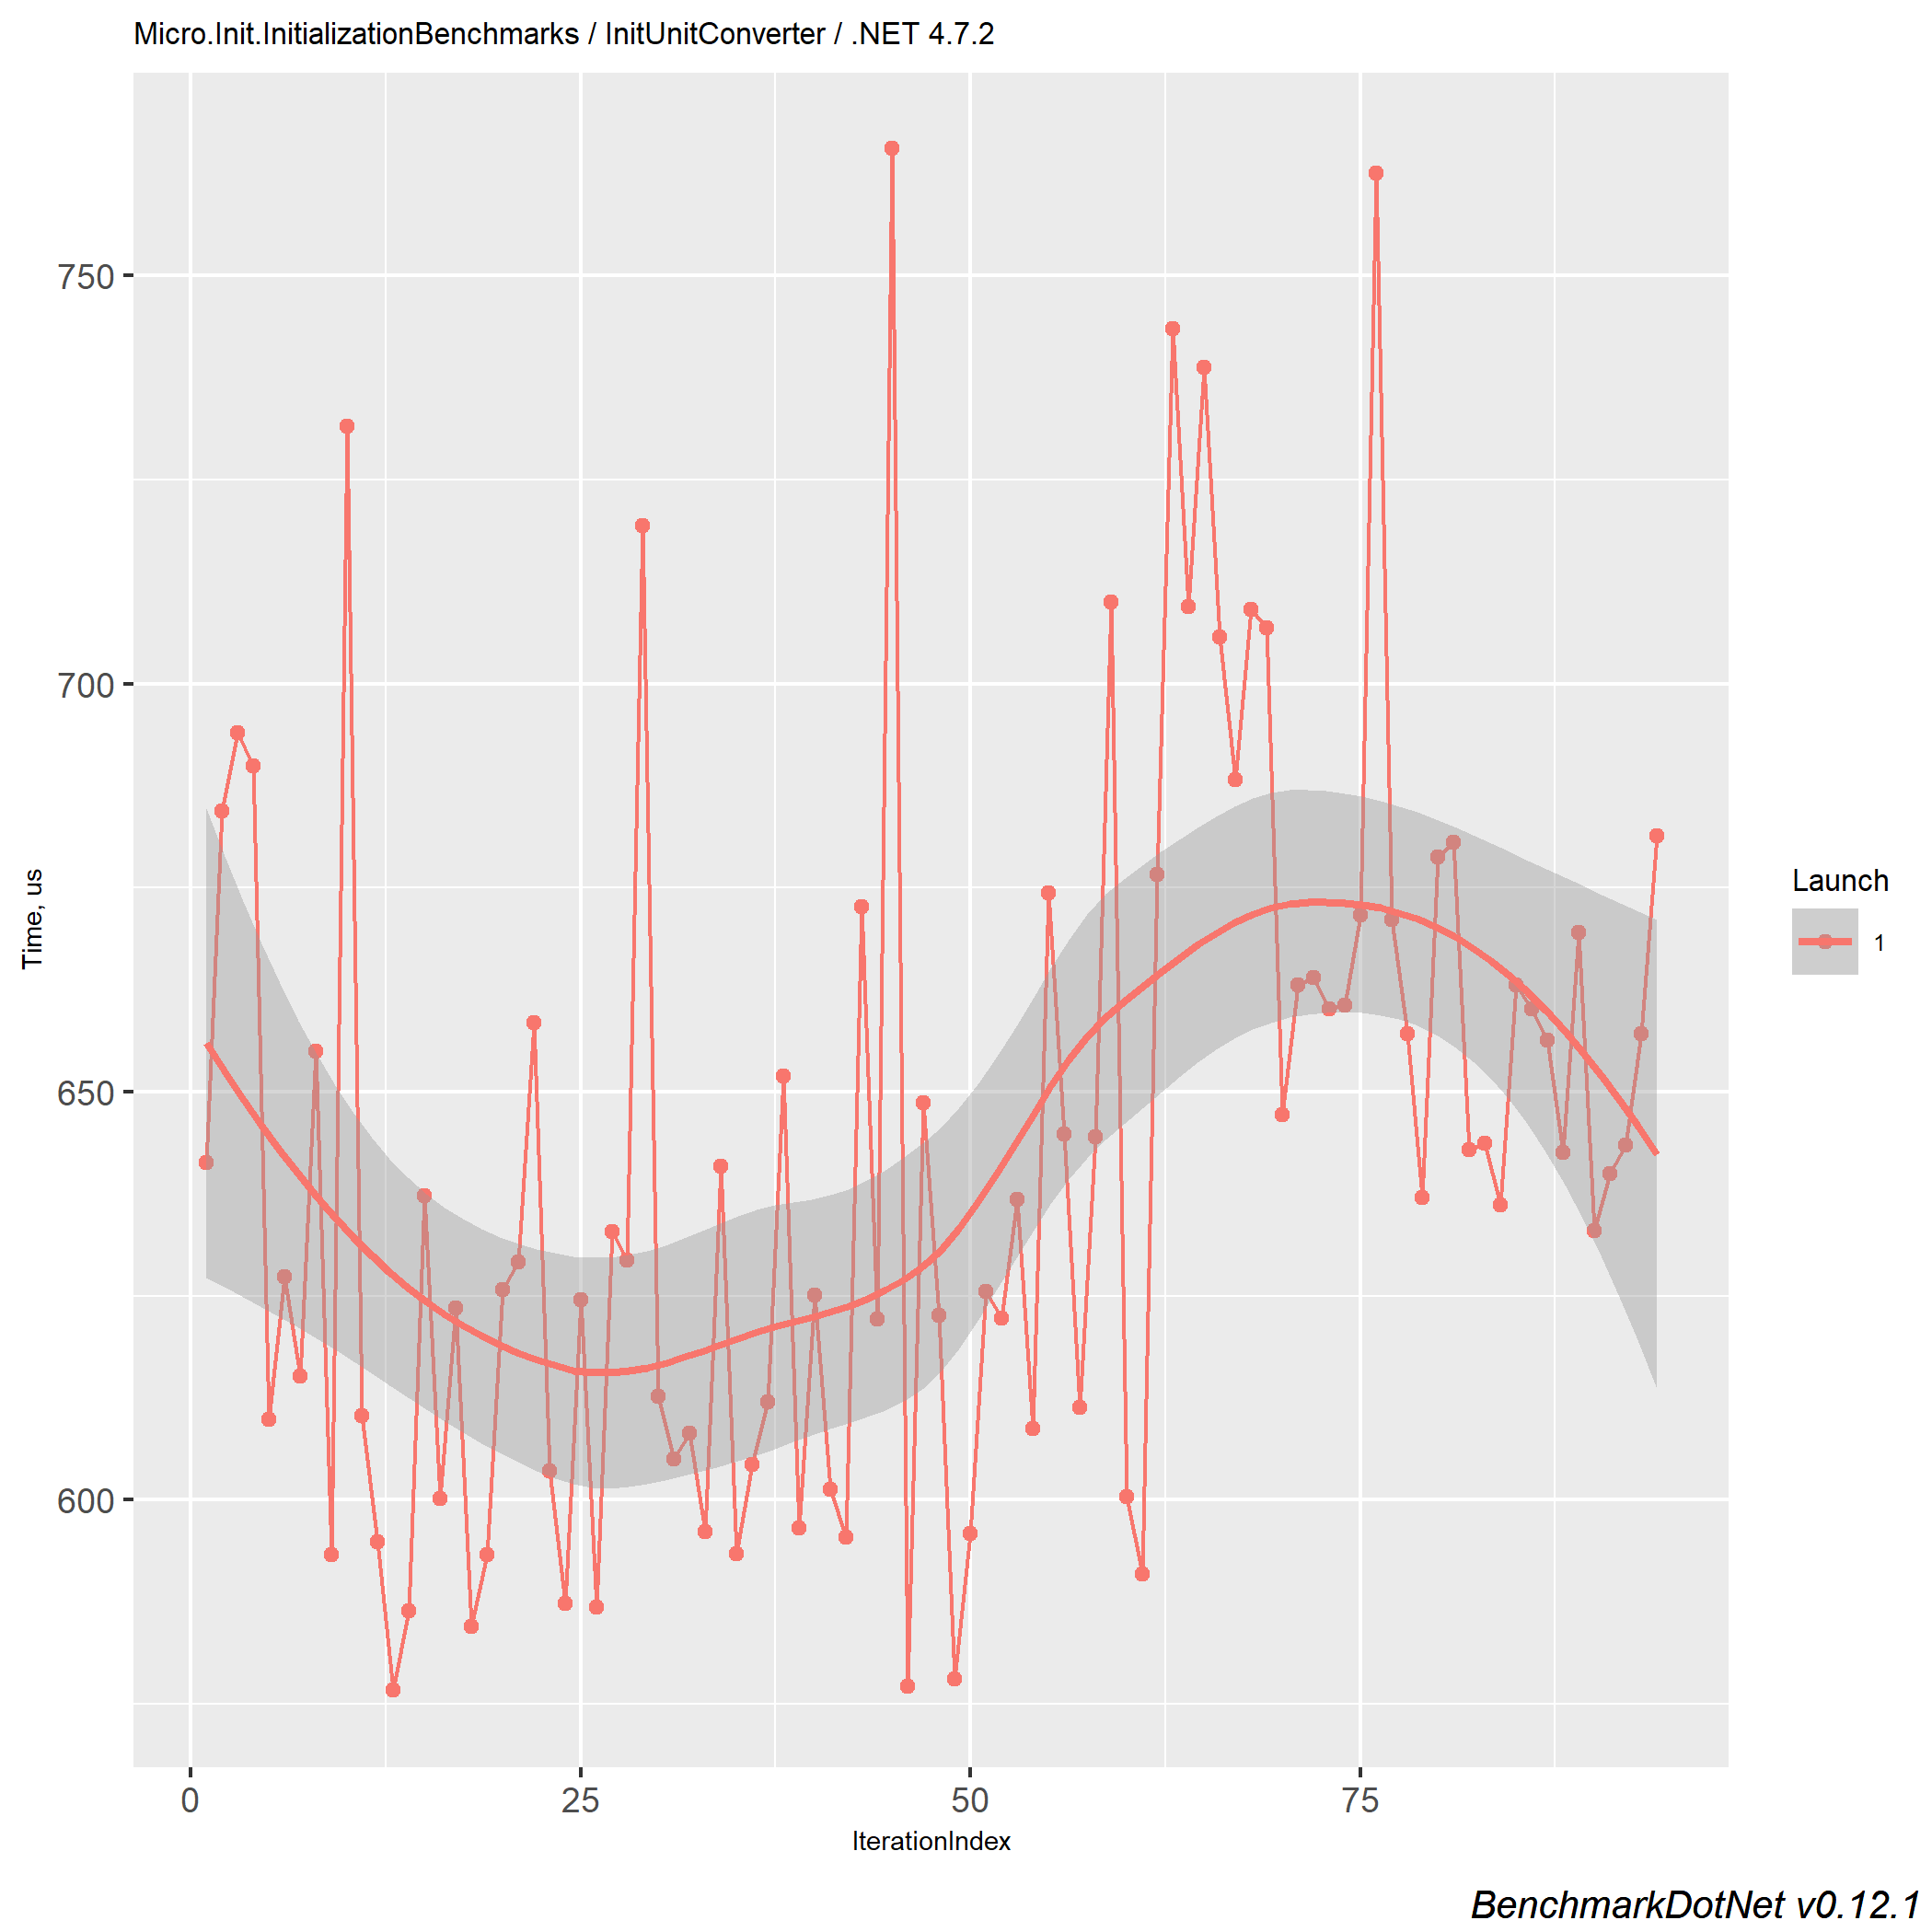 Micro.Init.InitializationBenchmarks / InitUnitConverter / .NET 4.7.2
750
700
650
600
Time, us
0 25 50 75
IterationIndex
Launch
1
BenchmarkDotNet v0.12.1